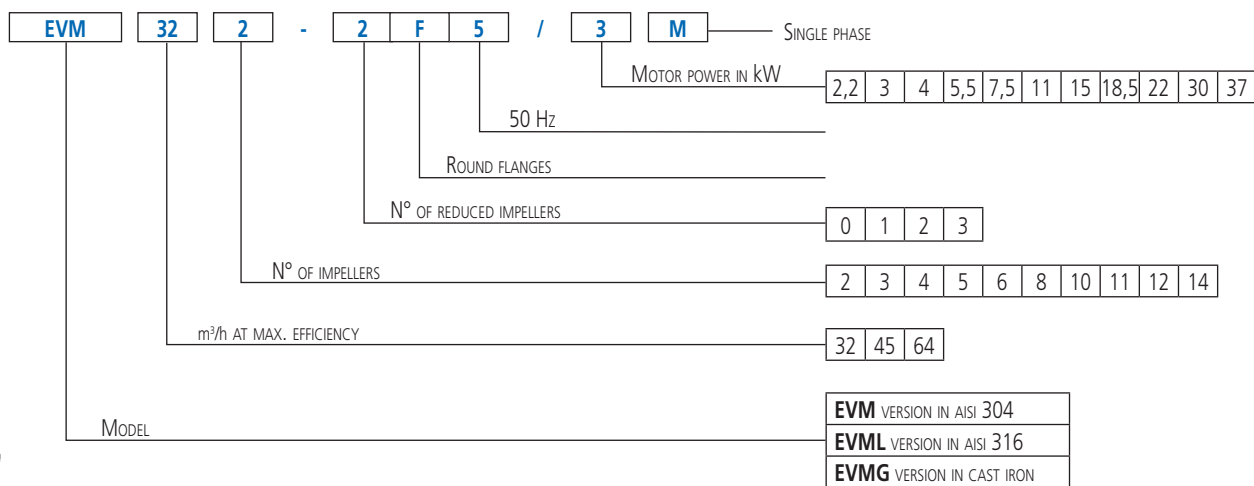 EVM 32 2 - 2 F 5 / 3 M Single phase
Motor power in kW 2,2 3 4 5,5 7,5 11 15 18,5 22 30 37
50 Hz
Round flanges
N° of reduced impellers 0 1 2 3
N° of impellers 2 3 4 5 6 8 10 11 12 14
m³/h at max. efficiency 32 45 64
EVM version in aisi 304
Model EVML version in aisi 316
EVMG version in cast iron